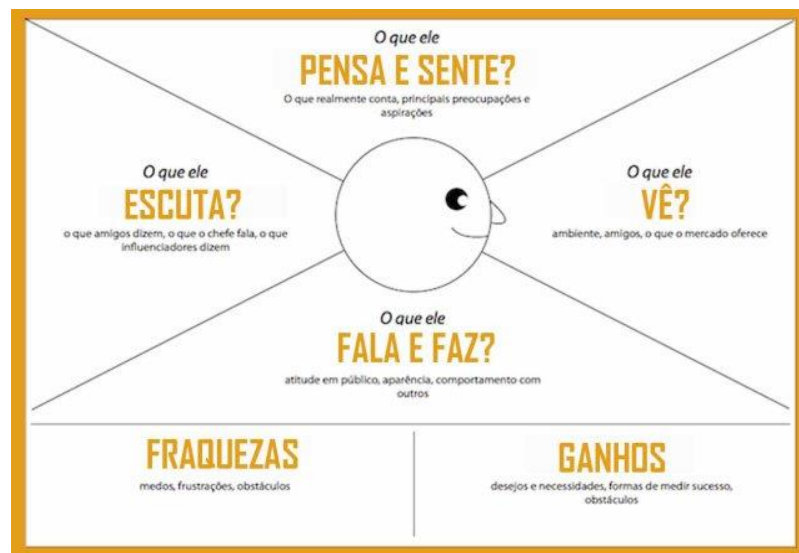 O que ele
PENSA E SENTE?
O que realmente conta, principais preocupações e
aspirações
O que ele
ESCUTA?
o que amigos dizem, o que o chefe fala, o que
influenciadores dizem
O que ele
VÊ?
ambiente, amigos, o que o mercado oferece
O que ele
FALA E FAZ?
atitude em público, aparência, comportamento com
outros
FRAQUEZAS
medos, frustrações, obstáculos
GANHOS
desejos e necessidades, formas de medir sucesso,
obstáculos